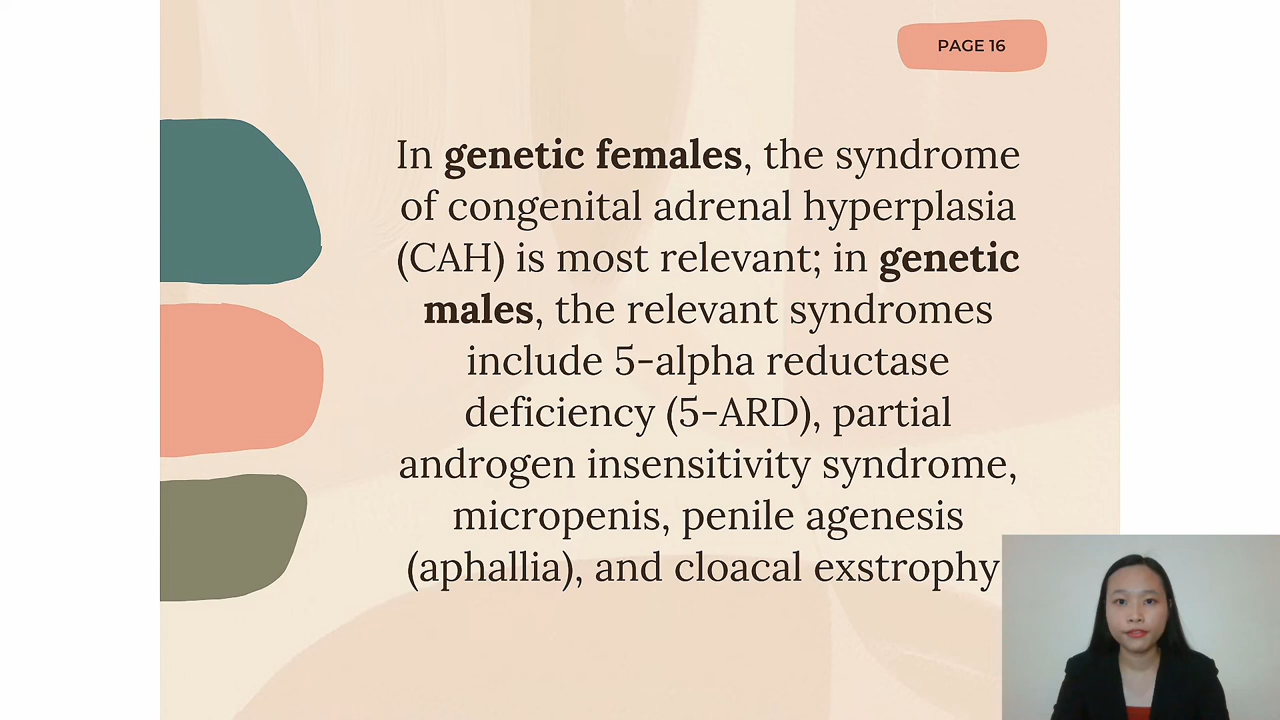 PAGE 16
In genetic females, the syndrome
of congenital adrenal hyperplasia
(CAH) is most relevant; in genetic
males, the relevant syndromes
include 5-alpha reductase
deficiency (5-ARD), partial
androgen insensitivity syndrome,
micropenis, penile agenesis
(aphallia), and cloacal exstrophy